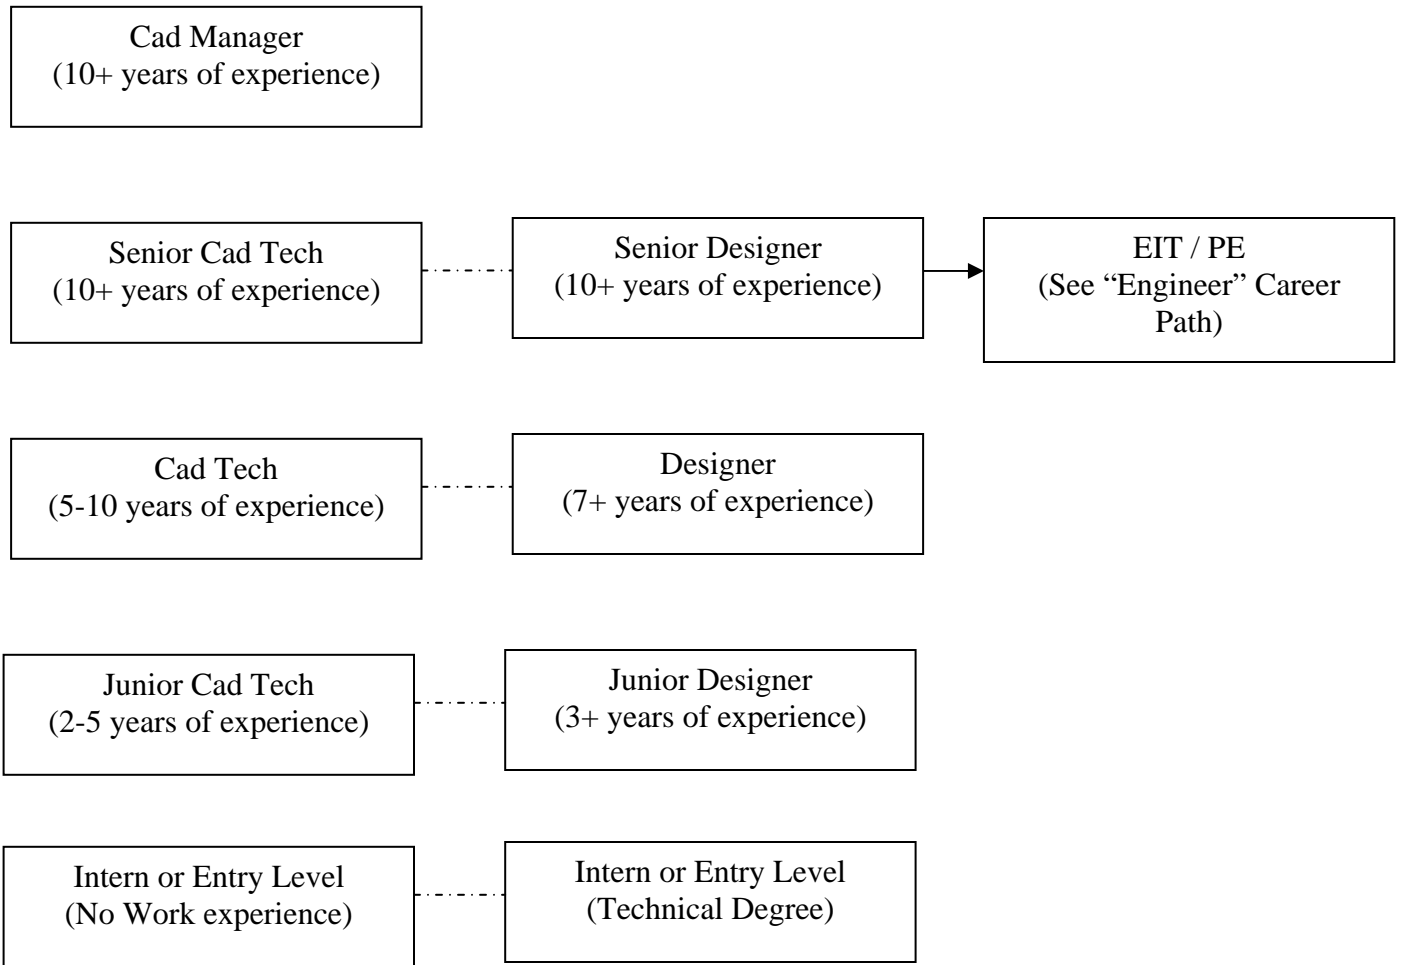 Cad Manager
(10+ years of experience)
Senior Cad Tech
(10+ years of experience)
Senior Designer
(10+ years of experience)
EIT / PE
(See “Engineer” Career
Path)
Cad Tech
(5-10 years of experience)
Designer
(7+ years of experience)
Junior Cad Tech
(2-5 years of experience)
Junior Designer
(3+ years of experience)
Intern or Entry Level
(No Work experience)
Intern or Entry Level
(Technical Degree)